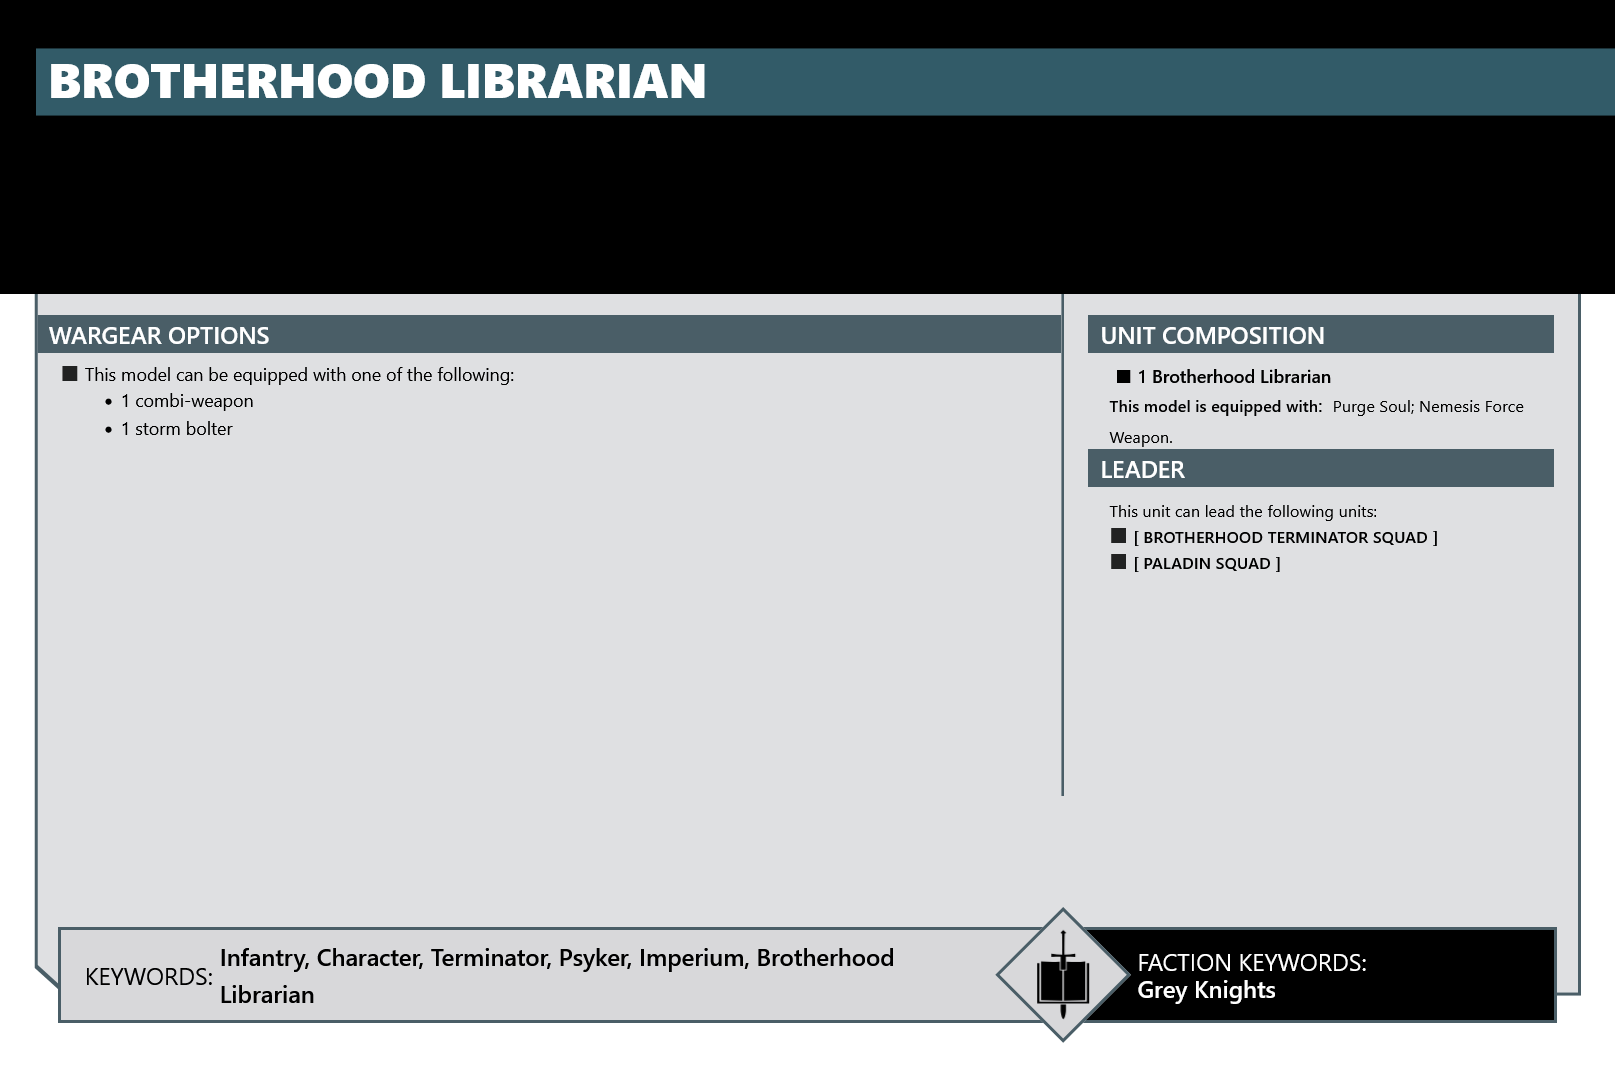 BROTHERHOOD LIBRARIAN
WARGEAR OPTIONS
■ This model can be equipped with one of the following:
• 1 combi-weapon
• 1 storm bolter
UNIT COMPOSITION
■ 1 Brotherhood Librarian
This model is equipped with: Purge Soul; Nemesis Force
Weapon.
LEADER
This unit can lead the following units:
■ [ BROTHERHOOD TERMINATOR SQUAD ]
■ [ PALADIN SQUAD ]
KEYWORDS: Infantry, Character, Terminator, Psyker, Imperium, Brotherhood
Librarian
FACTION KEYWORDS:
Grey Knights